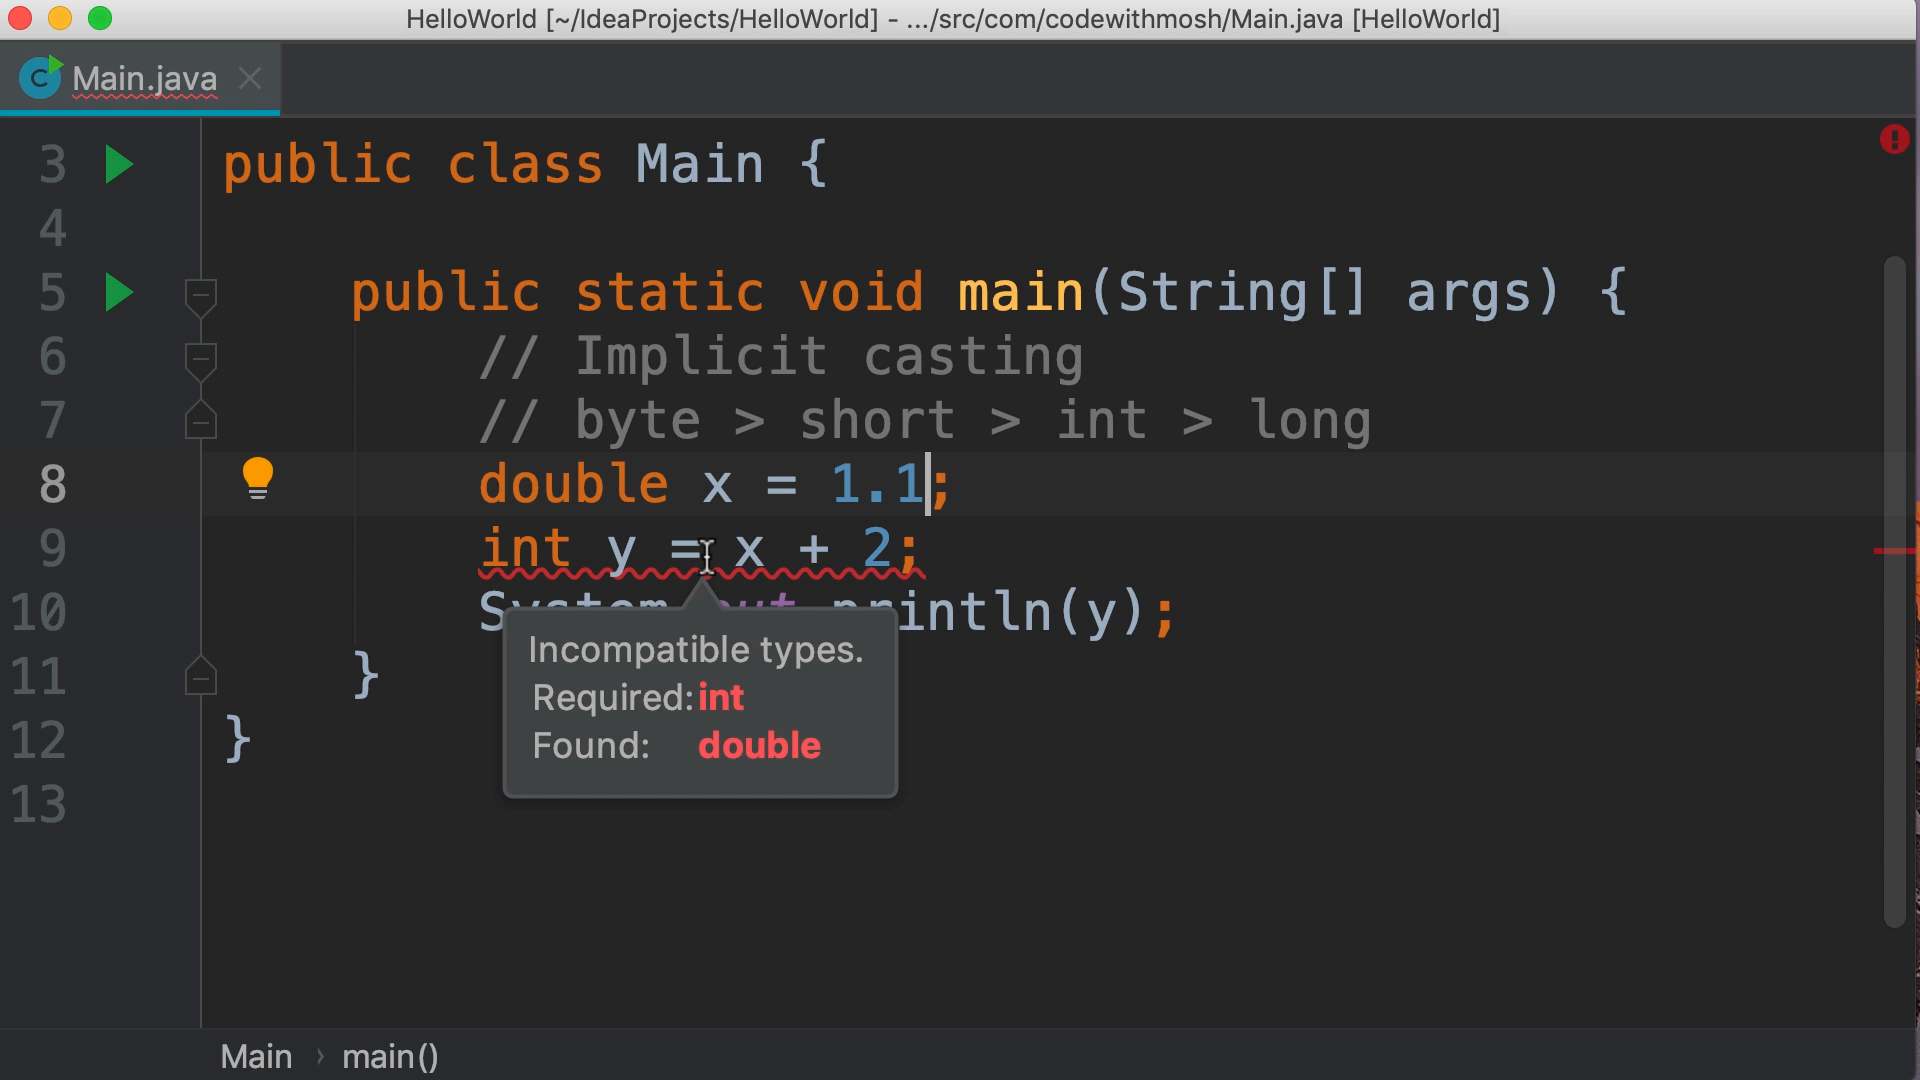 HelloWorld [~/IdeaProjects/HelloWorld] - .../src/com/codewithmosh/Main.java [HelloWorld]
Main.java
3 public class Main {
4
5 public static void main(String[] args) {
6 // Implicit casting
7 // byte > short > int > long
8 double x = 1.1;
9 int y = x + 2;
10 System.out.println(y);
Incompatible types.
Required: int
Found: double
11 }
12 }
13
Main › main()